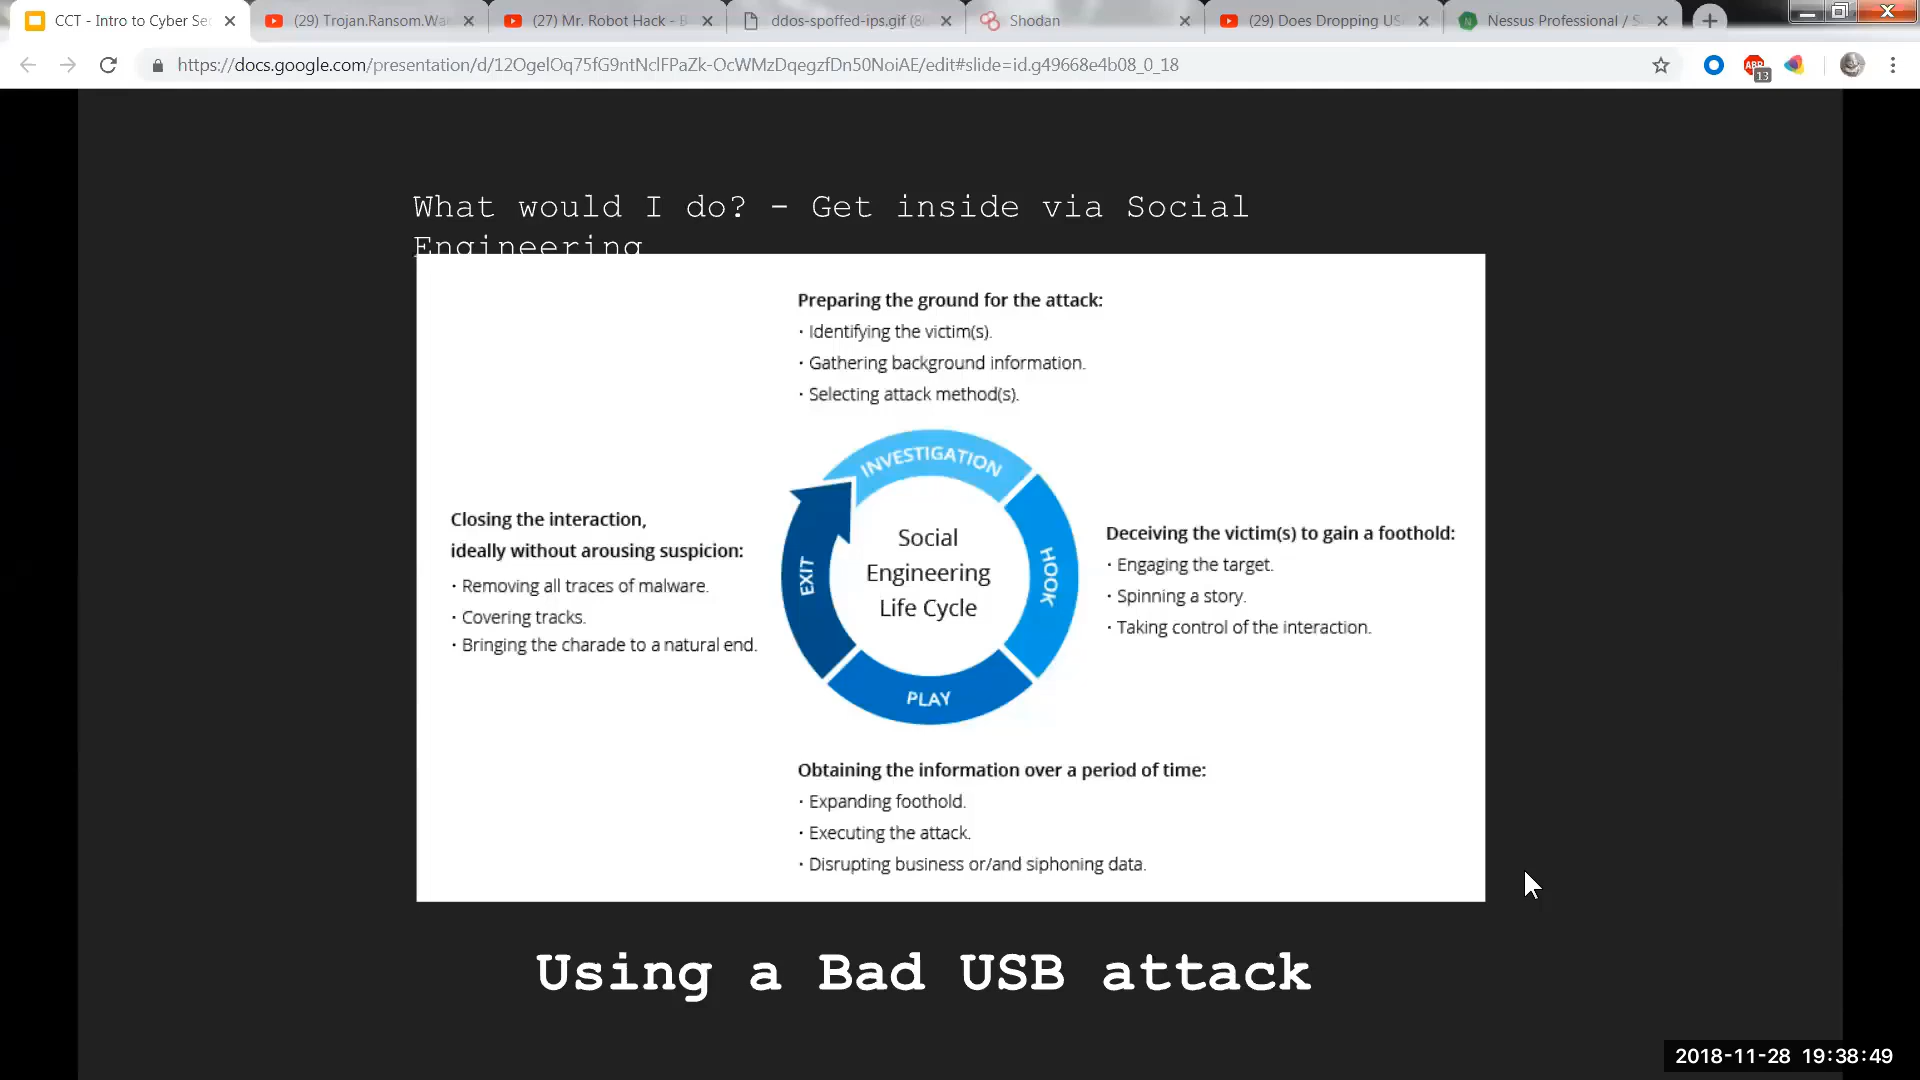 CCT - Intro to Cyber Se
(29) Trojan.Ransom.Wa
(27) Mr. Robot Hack - B
ddos-spoffed-ips.gif (8
Shodan
(29) Does Dropping US
Nessus Professional / S
https://docs.google.com/presentation/d/12OgelOq75fG9ntNclFPaZk-OcWMzDqegzfDn50NoiAE/edit#slide=id.g49668e4b08_0_18
ABP
13
What would I do? - Get inside via Social
Engineering
Preparing the ground for the attack:
· Identifying the victim(s).
· Gathering background information.
· Selecting attack method(s).
INVESTIGATION
HOOK
PLAY
EXIT
Social
Engineering
Life Cycle
Closing the interaction,
ideally without arousing suspicion:
· Removing all traces of malware.
· Covering tracks.
· Bringing the charade to a natural end.
Deceiving the victim(s) to gain a foothold:
· Engaging the target.
· Spinning a story.
· Taking control of the interaction.
Obtaining the information over a period of time:
· Expanding foothold.
· Executing the attack.
· Disrupting business or/and siphoning data.
Using a Bad USB attack
2018-11-28 19:38:49